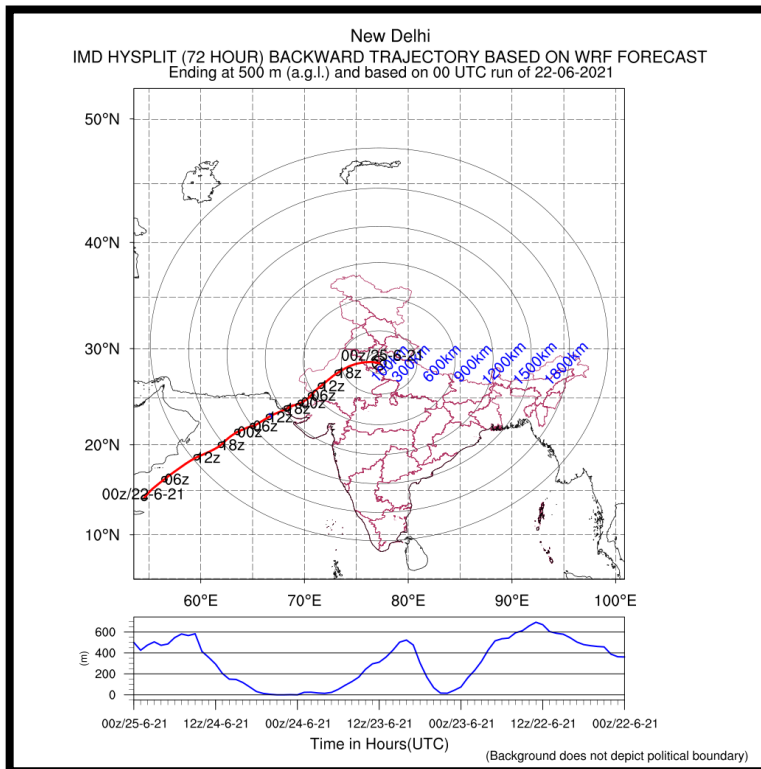 New Delhi
IMD HYSPLIT (72 HOUR) BACKWARD TRAJECTORY BASED ON WRF FORECAST
Ending at 500 m (a.g.l.) and based on 00 UTC run of 22-06-2021
50°N
40°N
30°N
20°N
10°N
00z/25-6-21
100km
300km
600km
900km
1200km
1500km
1800km
18z
12z
06z
00z
18z
12z
06z
00z
18z
12z
06z
00z/22-6-21
60°E 70°E 80°E 90°E 100°E
600
400
200
0
(m)
00z/25-6-21 12z/24-6-21 00z/24-6-21 12z/23-6-21 00z/23-6-21 12z/22-6-21 00z/22-6-21
Time in Hours(UTC)
(Background does not depict political boundary)